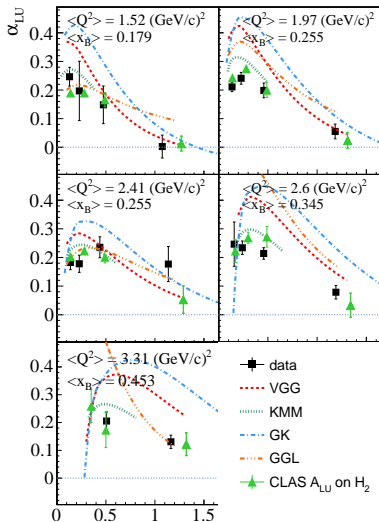 α_LU
<Q²> = 1.52 (GeV/c)²
<x_B> = 0.179
<Q²> = 1.97 (GeV/c)²
<x_B> = 0.255
0.4
0.3
0.2
0.1
0
<Q²> = 2.41 (GeV/c)²
<x_B> = 0.255
<Q²> = 2.6 (GeV/c)²
<x_B> = 0.345
0.4
0.3
0.2
0.1
0
<Q²> = 3.31 (GeV/c)²
<x_B> = 0.453
0.4
0.3
0.2
0.1
0
0 0.5 1 1.5
data
VGG
KMM
GK
GGL
CLAS A_LU on H₂